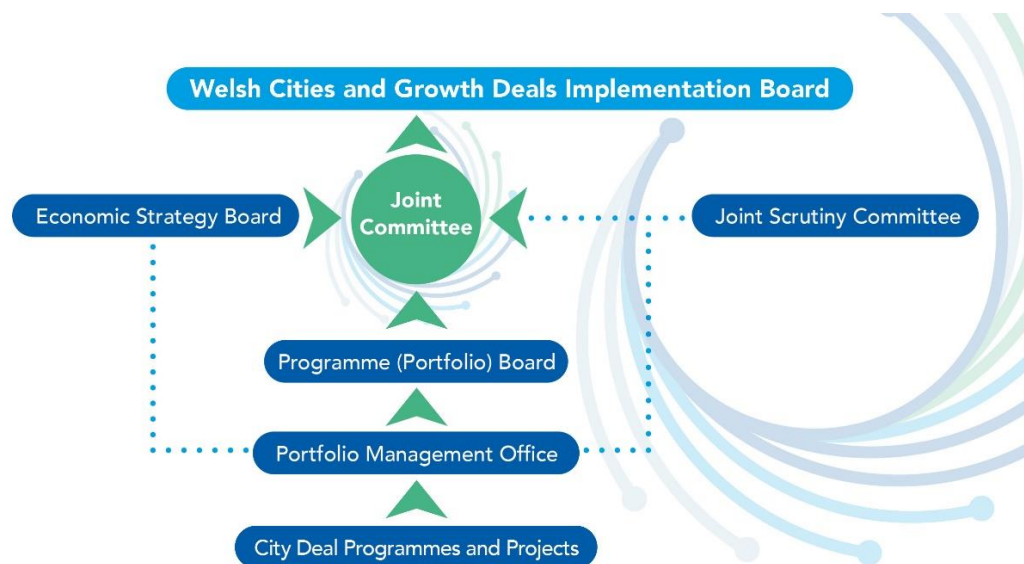 Welsh Cities and Growth Deals Implementation Board
Joint
Committee
Economic Strategy Board
Joint Scrutiny Committee
Programme (Portfolio) Board
Portfolio Management Office
City Deal Programmes and Projects